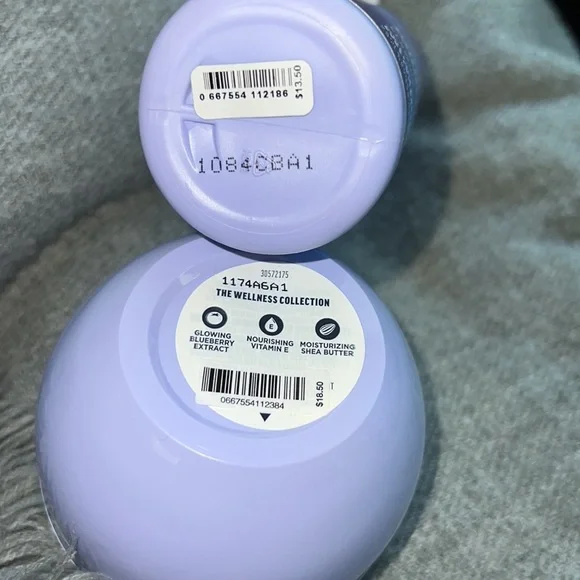 0 667554 112186
$13.50
1084CBA1
30572175
1174A6A1
THE WELLNESS COLLECTION
GLOWING
BLUEBERRY
EXTRACT
E
NOURISHING
VITAMIN E
MOISTURIZING
SHEA BUTTER
0667554112384
$18.50
T